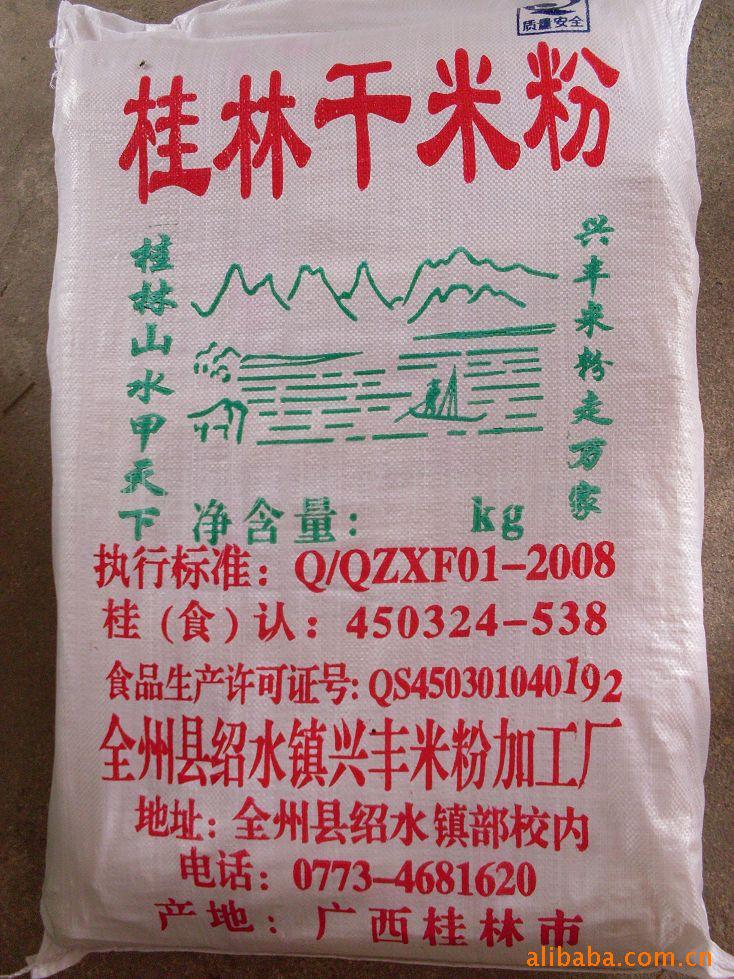 质量安全
桂林干米粉
桂林山水甲天下
兴丰米粉走万家
净含量： kg
执行标准：Q/QZXF01-2008
桂（食）认：450324-538
食品生产许可证号：QS450301040192
全州县绍水镇兴丰米粉加工厂
地址：全州县绍水镇部校内
电话：0773-4681620
产地：广西桂林市
alibaba.com.cn